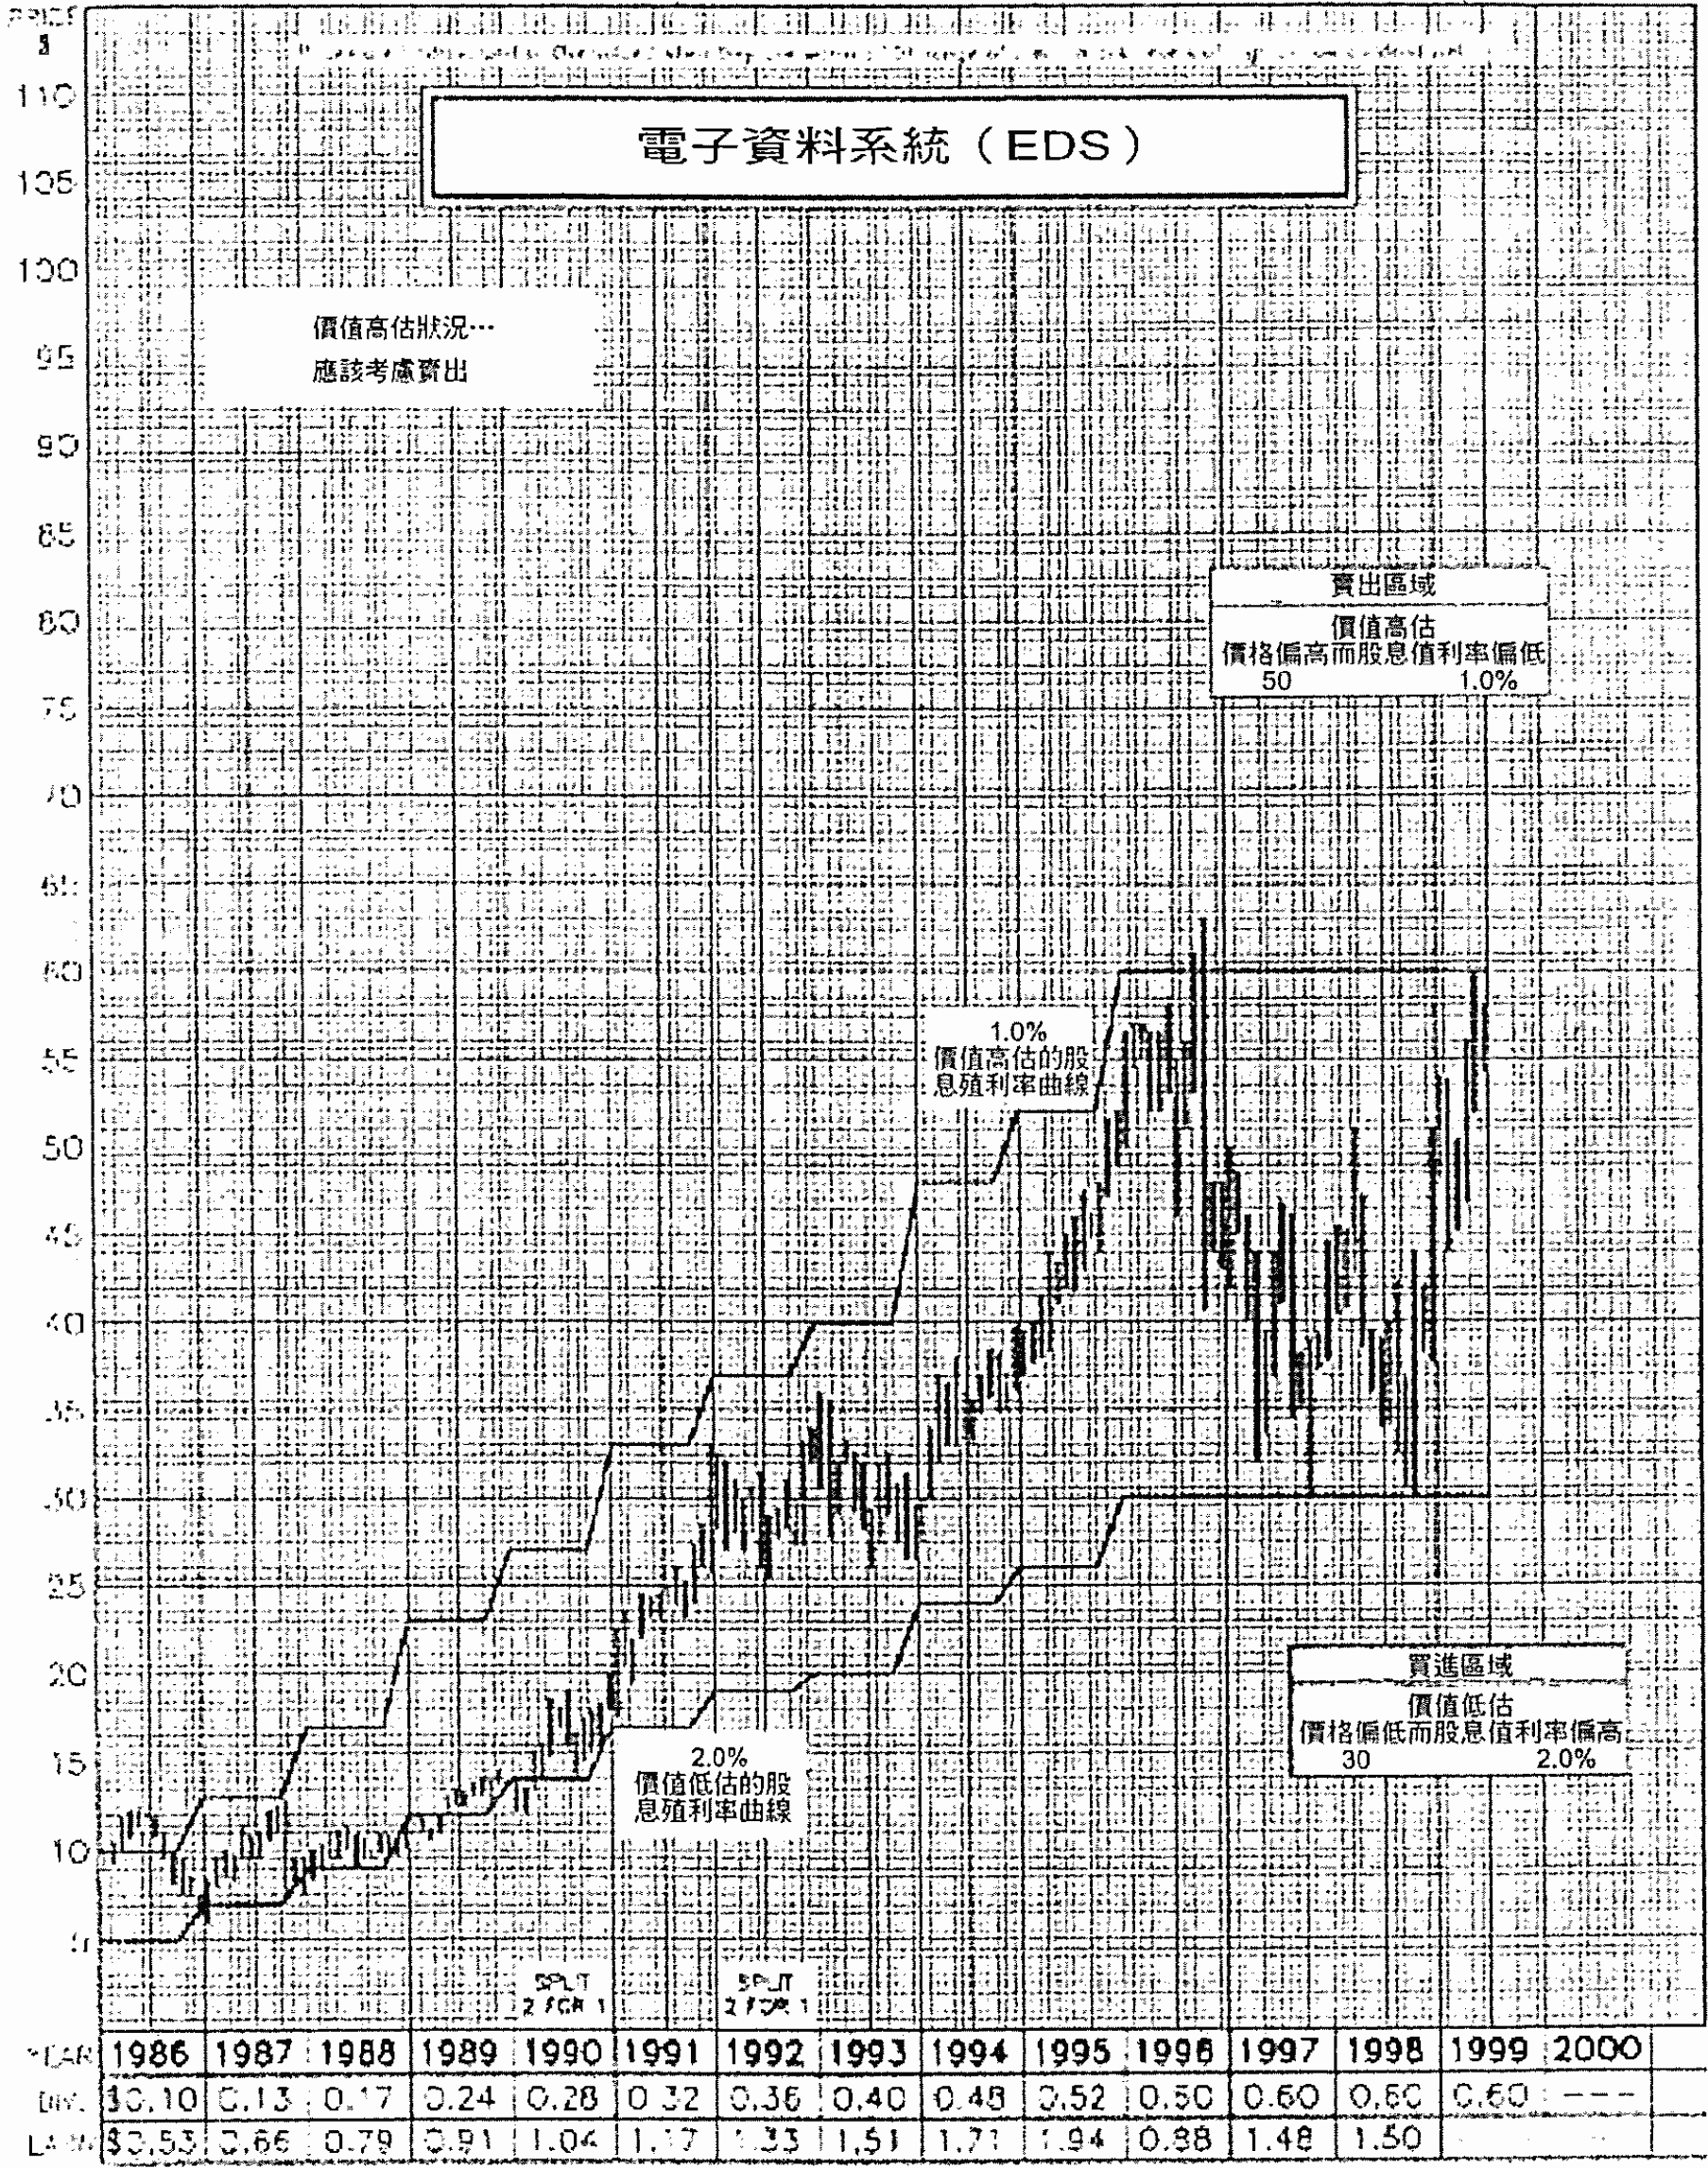 110
105
100
95
90
85
80
75
70
60
55
50
45
40
35
30
25
20
15
10
5
電子資料系統（EDS）
價值高估狀況…
應該考慮賣出
賣出區域
價值高估
價格偏高而股息值利率偏低
50 1.0%
1.0%
價值高估的股
息殖利率曲線
買進區域
價值低估
價格偏低而股息值利率偏高
30 2.0%
2.0%
價值低估的股
息殖利率曲線
SPLIT
2 FOR 1
SPLIT
2 FOR 1
YEAR 1986 1987 1988 1989 1990 1991 1992 1993 1994 1995 1996 1997 1998 1999 2000
DIV. $0.10 0.13 0.17 0.24 0.28 0.32 0.36 0.40 0.48 0.52 0.60 0.60 0.60 ---
$0.53 0.66 0.79 0.91 1.04 1.17 1.33 1.51 1.71 1.94 0.88 1.48 1.50